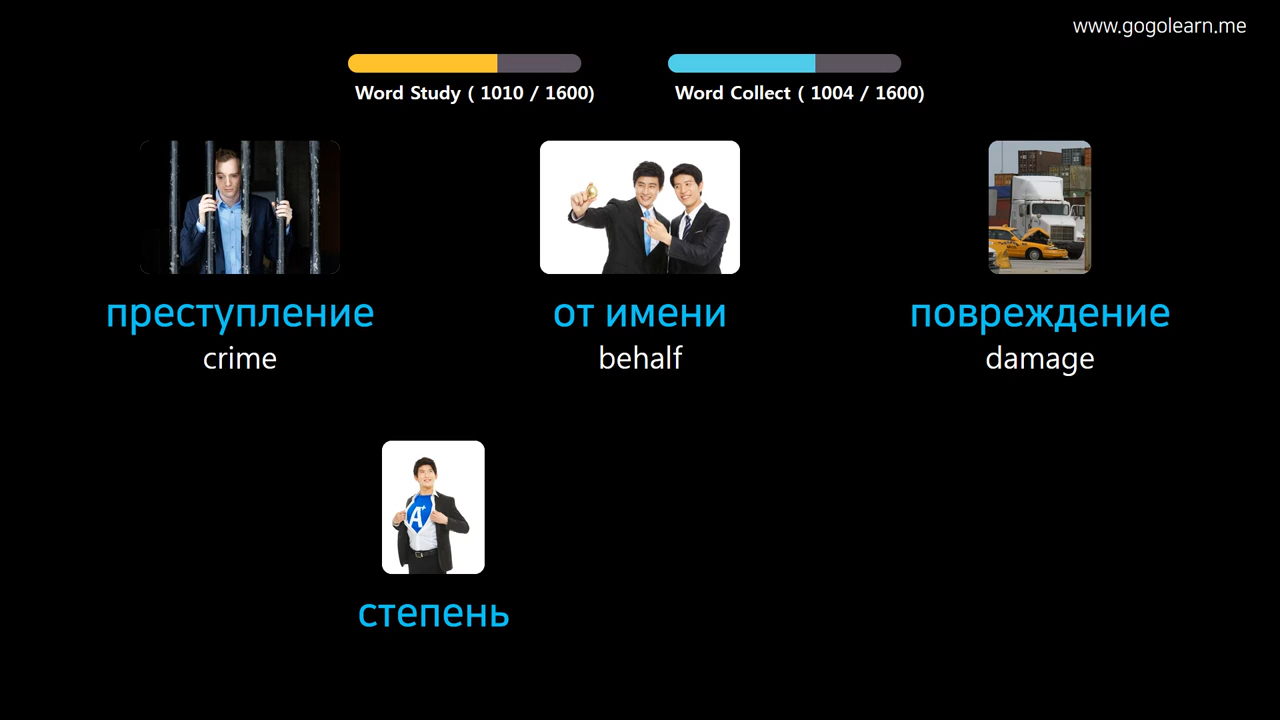 www.gogolearn.me
Word Study ( 1010 / 1600)
Word Collect ( 1004 / 1600)
преступление
crime
от имени
behalf
повреждение
damage
A+
степень